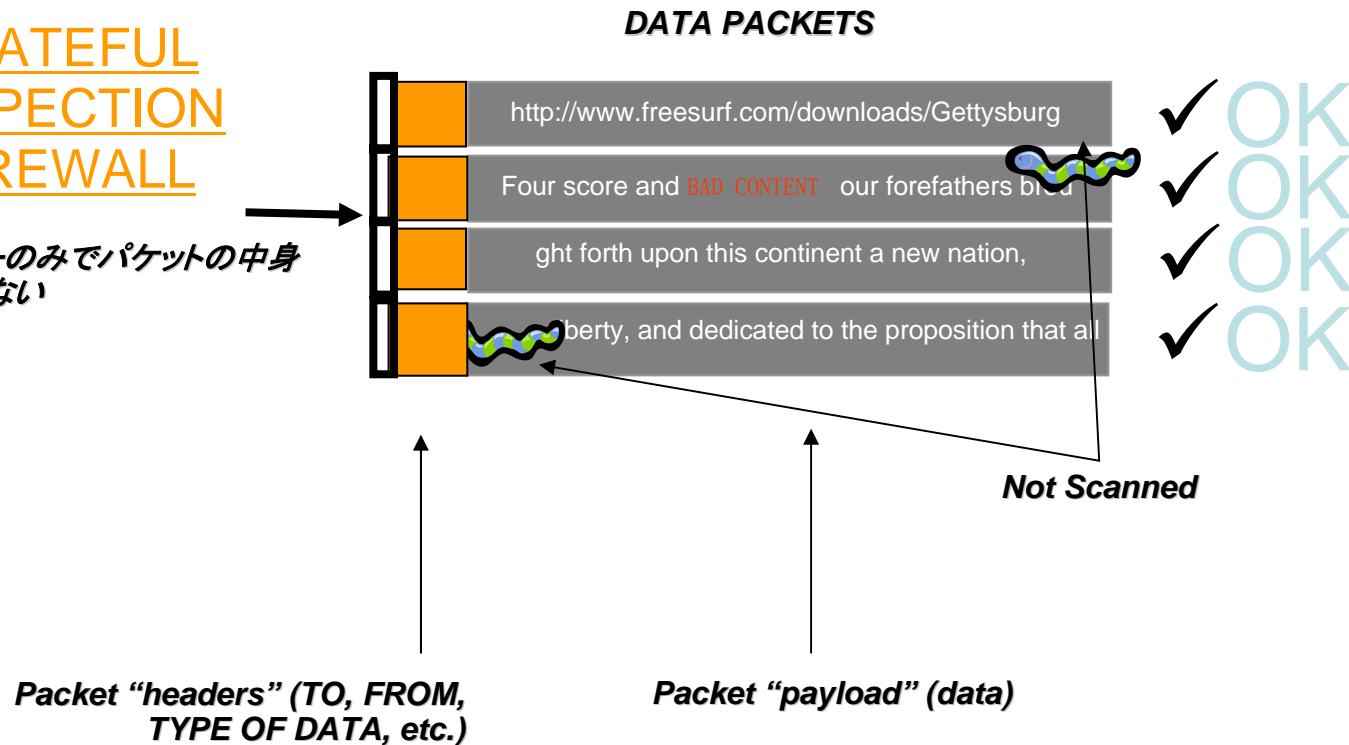 DATA PACKETS
ATEFUL
PECTION
REWALL
のみでパケットの中身
ない
http://www.freesurf.com/downloads/Gettysburg
OK
Four score and BAD CONTENT our forefathers brou
OK
ght forth upon this continent a new nation,
OK
berty, and dedicated to the proposition that all
OK
Not Scanned
Packet “headers” (TO, FROM,
TYPE OF DATA, etc.)
Packet “payload” (data)